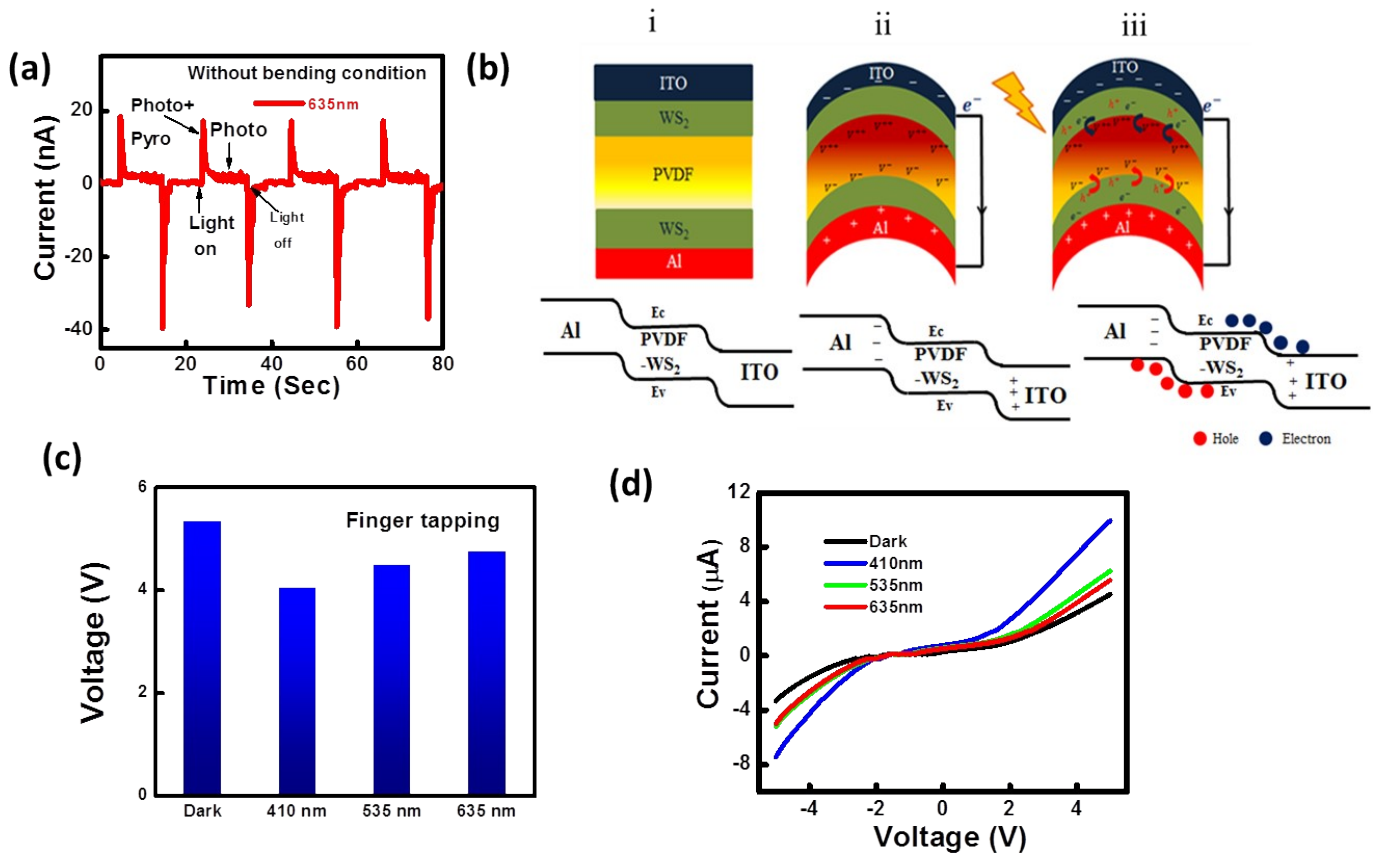 (a)
Without bending condition
635nm
Photo+
Pyro
Photo
Light
on
Light
off
Current (nA)
20
0
-20
-40
0
20
40
60
80
Time (Sec)
(b)
i
ii
iii
ITO
WS2
PVDF
WS2
Al
ITO
e-
Al
ITO
e-
Al
Al
Ec
PVDF
-WS2
Ev
ITO
Al
Ec
PVDF
-WS2
Ev
ITO
Al
Ec
PVDF
-WS2
Ev
ITO
Hole
Electron
(c)
Finger tapping
Voltage (V)
6
4
2
0
Dark
410 nm
535 nm
635 nm
(d)
Dark
410nm
535nm
635nm
Current (μA)
12
8
4
0
-4
-8
-4
-2
0
2
4
Voltage (V)